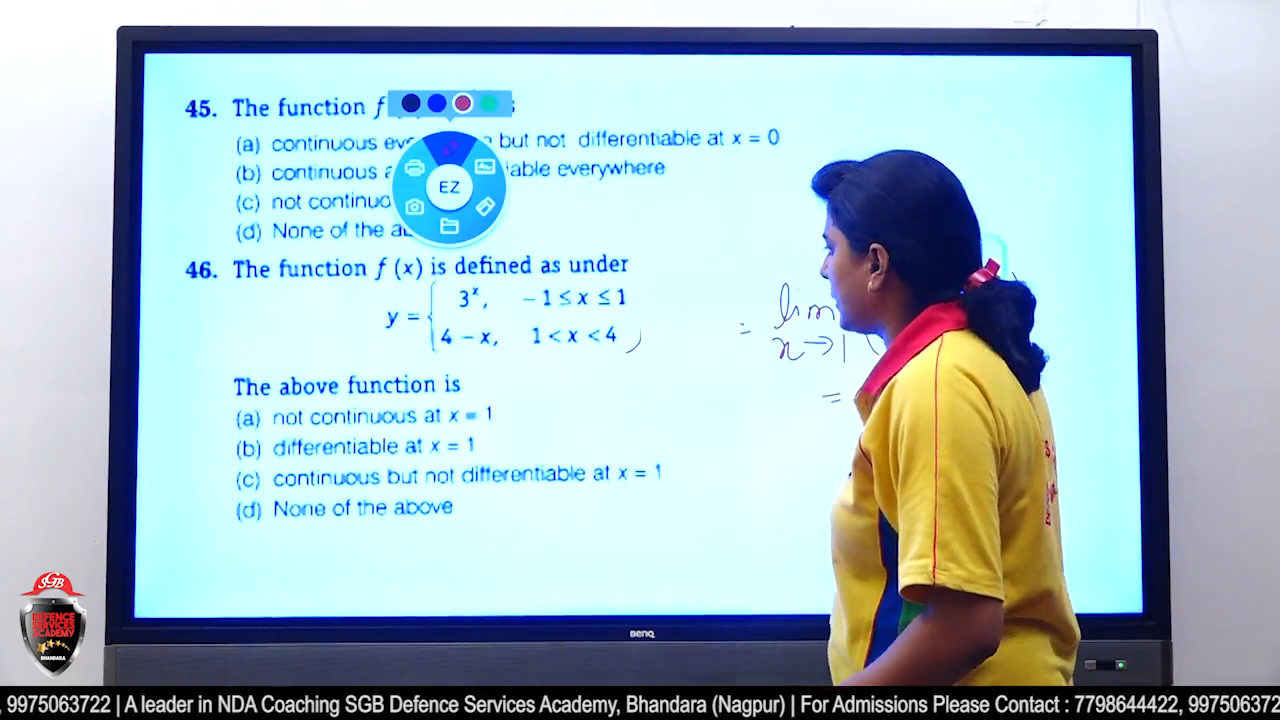 45. The function f s
(a) continuous eve but not differentiable at x = 0
(b) continuous a iable everywhere
(c) not continuo
(d) None of the a
EZ
46. The function f (x) is defined as under
y = { 3^x, - 1 ≤ x ≤ 1
4 - x, 1 < x < 4
The above function is
(a) not continuous at x = 1
(b) differentiable at x = 1
(c) continuous but not differentiable at x = 1
(d) None of the above
= lim
x→1 (
=
BenQ
SGB
DEFENCE
SERVICES
ACADEMY
BHANDARA
, 9975063722 | A leader in NDA Coaching SGB Defence Services Academy, Bhandara (Nagpur) | For Admissions Please Contact : 7798644422, 997506372